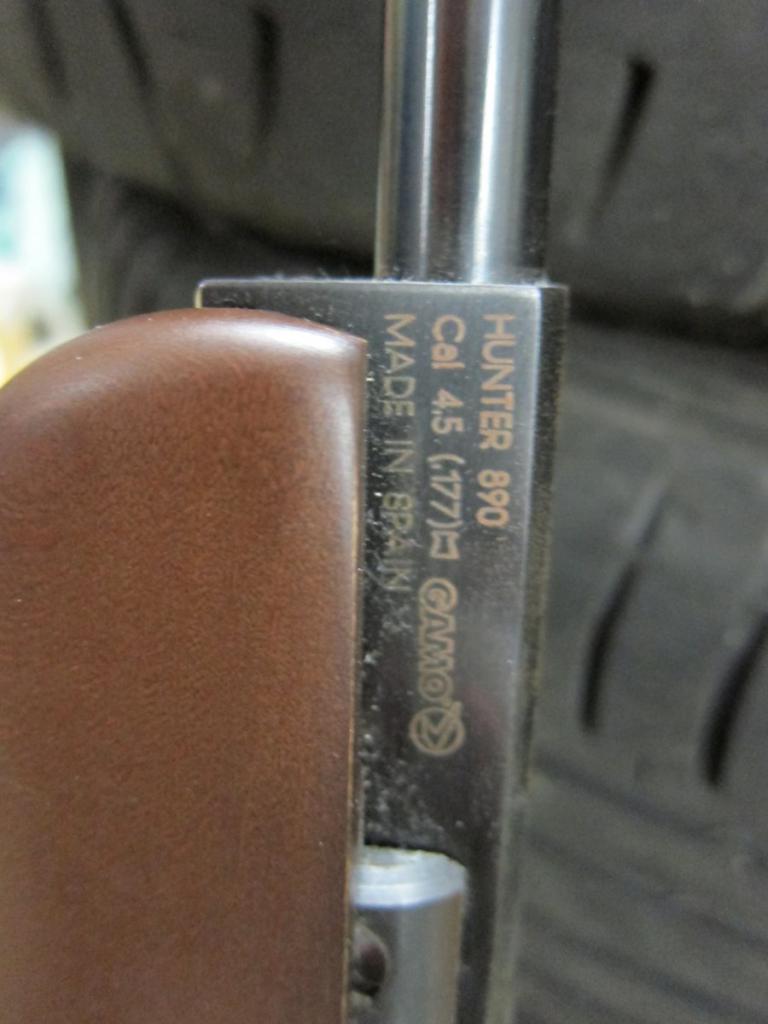 HUNTER 890
Cal 4,5 (.177) GAMO
MADE IN SPAIN